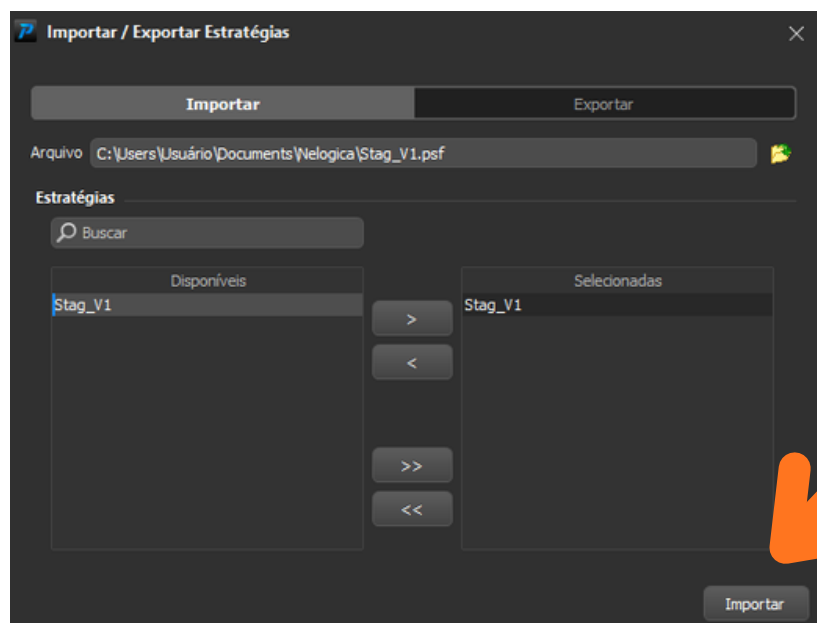 Importar / Exportar Estratégias
Importar
Exportar
Arquivo C:\Users\Usuário\Documents\Nelogica\Stag_V1.psf
Estratégias
Buscar
Disponíveis
Selecionadas
Stag_V1
Stag_V1
>
<
>>
<<
Importar